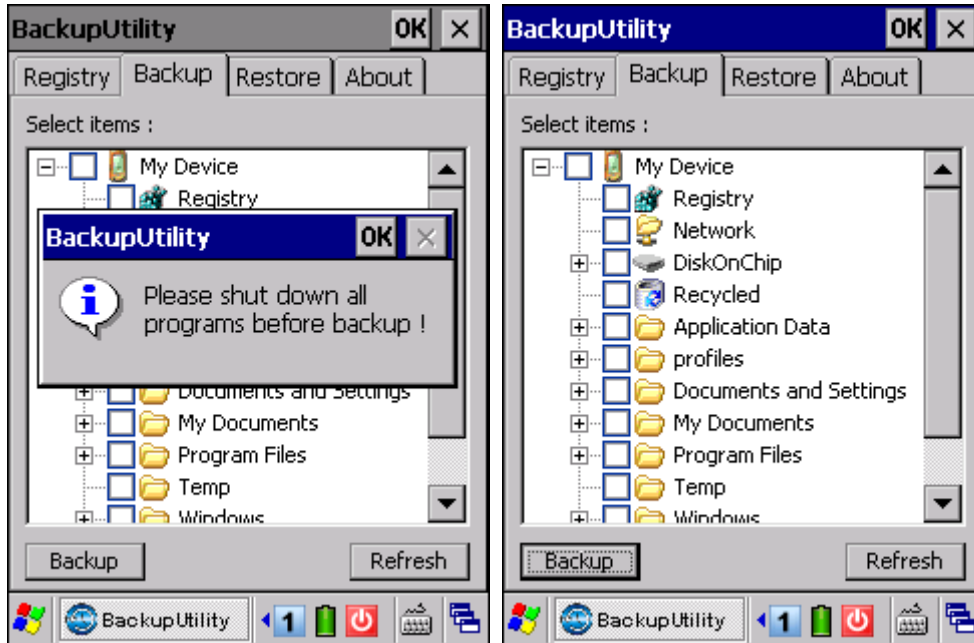 BackupUtility OK
Registry Backup Restore About
Select items :
My Device
Registry
BackupUtility OK
Please shut down all
programs before backup !
Documents and Settings
My Documents
Program Files
Temp
Windows
Backup Refresh
BackupUtility 1
BackupUtility OK
Registry Backup Restore About
Select items :
My Device
Registry
Network
DiskOnChip
Recycled
Application Data
profiles
Documents and Settings
My Documents
Program Files
Temp
Windows
Backup Refresh
BackupUtility 1